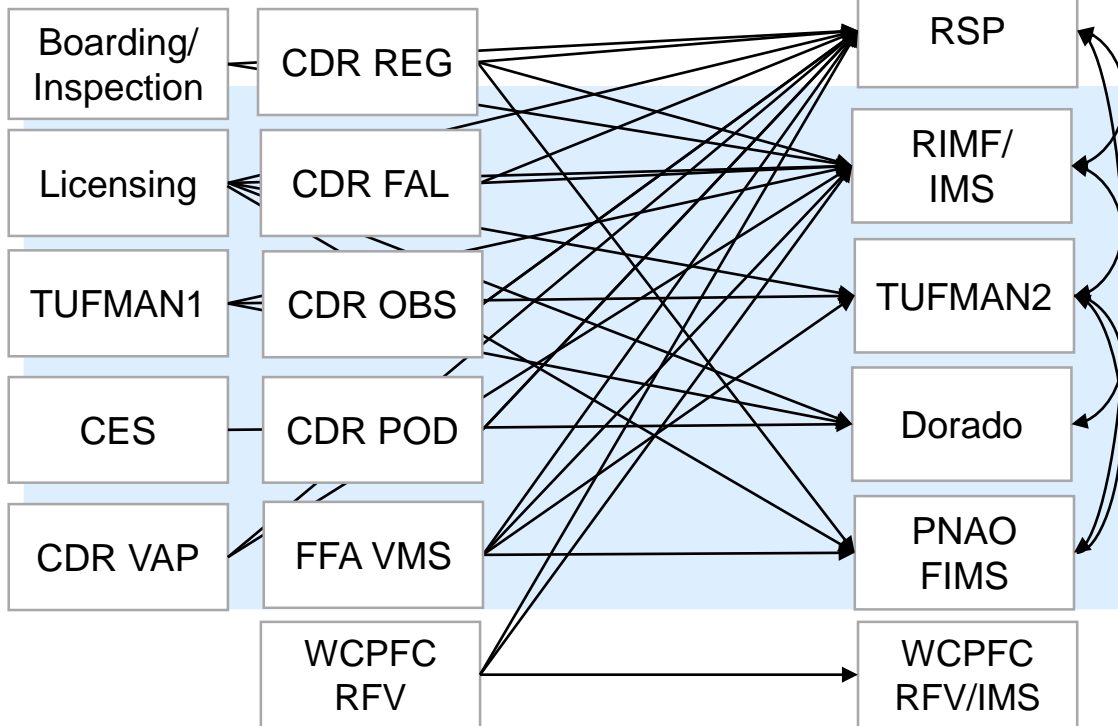 Boarding/
Inspection
Licensing
TUFMAN1
CES
CDR VAP
CDR REG
CDR FAL
CDR OBS
CDR POD
FFA VMS
WCPFC
RFV
RSP
RIMF/
IMS
TUFMAN2
Dorado
PNAO
FIMS
WCPFC
RFV/IMS